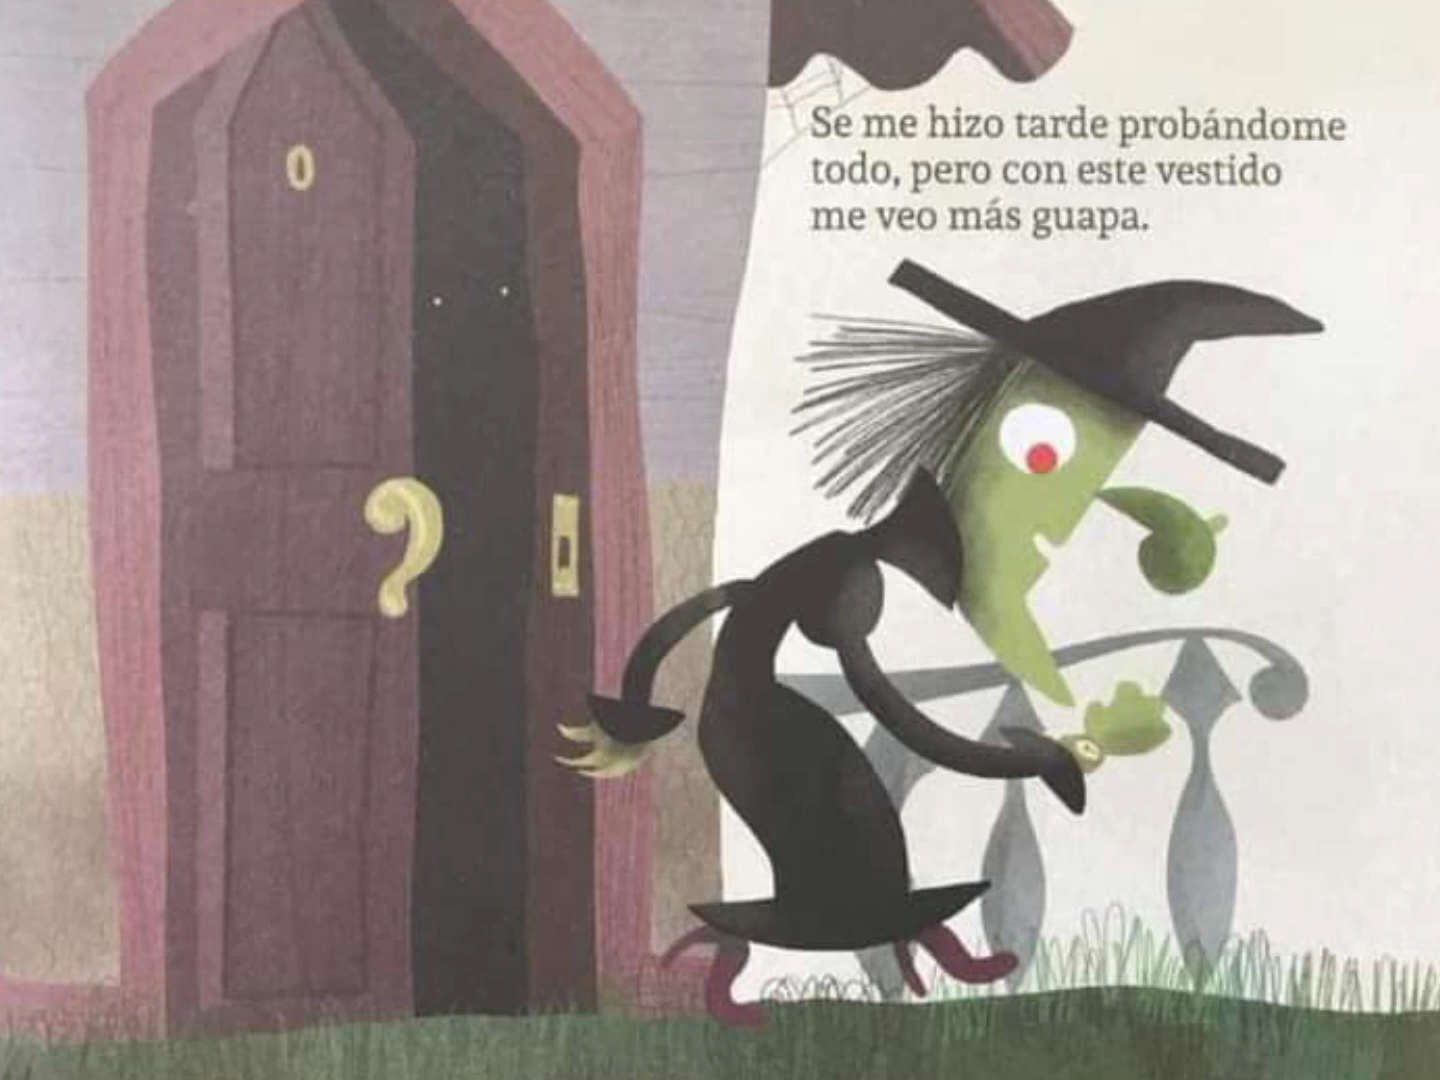 Se me hizo tarde probándome
todo, pero con este vestido
me veo más guapa.